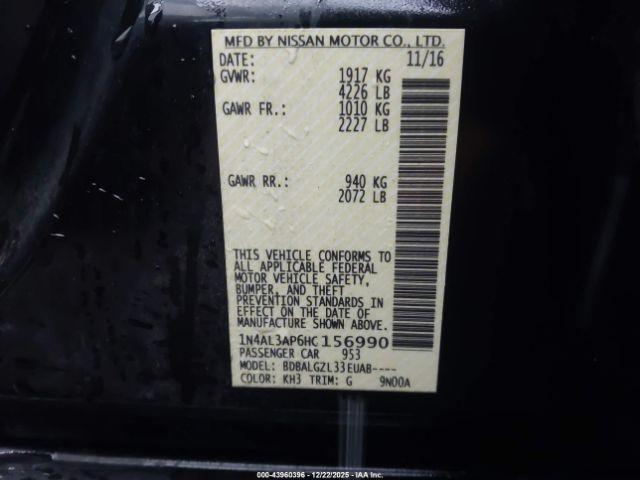 MFD BY NISSAN MOTOR CO., LTD.
DATE: 11/16
GVWR: 1917 KG
4226 LB
GAWR FR.: 1010 KG
2227 LB
GAWR RR.: 940 KG
2072 LB
THIS VEHICLE CONFORMS TO
ALL APPLICABLE FEDERAL
MOTOR VEHICLE SAFETY,
BUMPER, AND THEFT
PREVENTION STANDARDS IN
EFFECT ON THE DATE OF
MANUFACTURE SHOWN ABOVE.
1N4AL3AP6HC156990
PASSENGER CAR 953
MODEL: BDBALGZL33EUAB----
COLOR: KH3 TRIM: G 9N00A
000-43960396 - 12/22/2025 - IAA Inc.